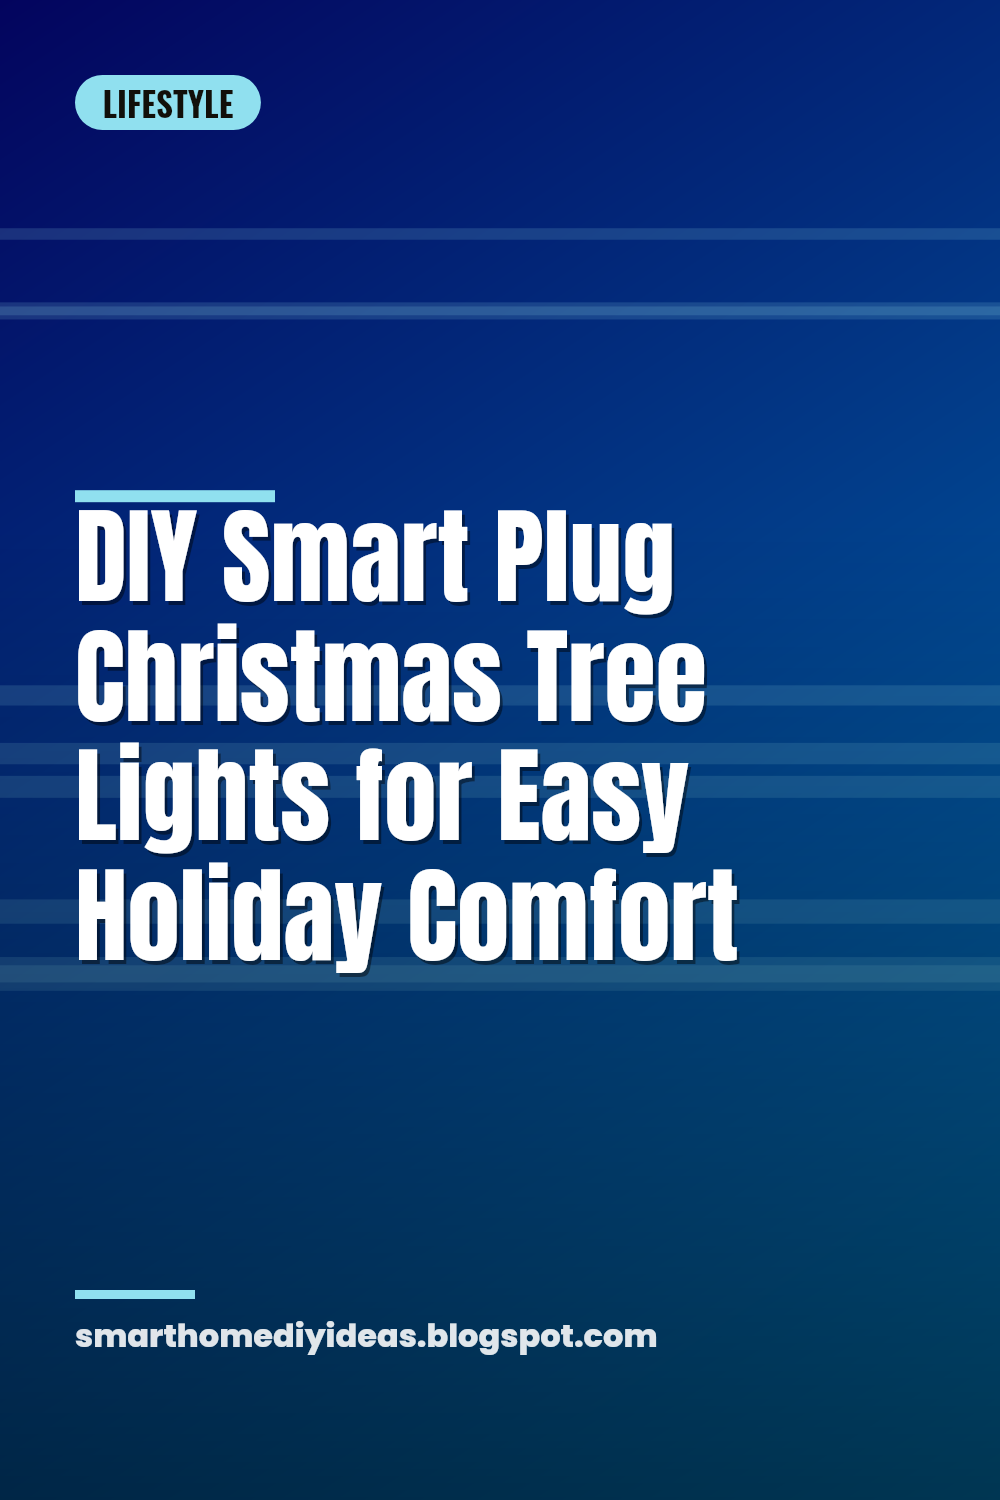 LIFESTYLE
DIY Smart Plug
Christmas Tree
Lights for Easy
Holiday Comfort
smarthomediyideas.blogspot.com